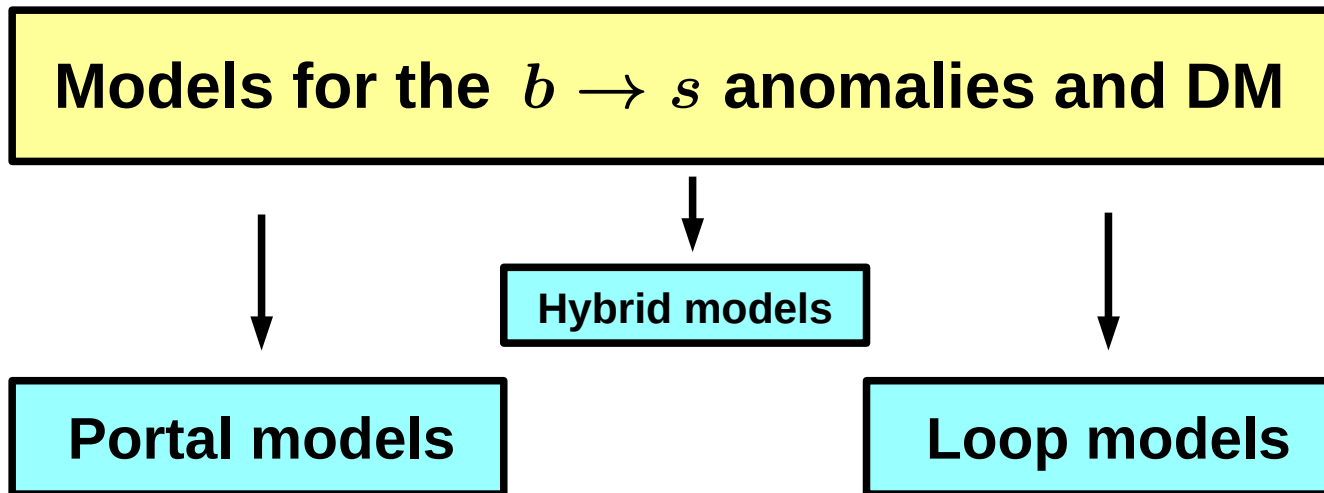 Models for the b → s anomalies and DM
Hybrid models
Portal models
Loop models